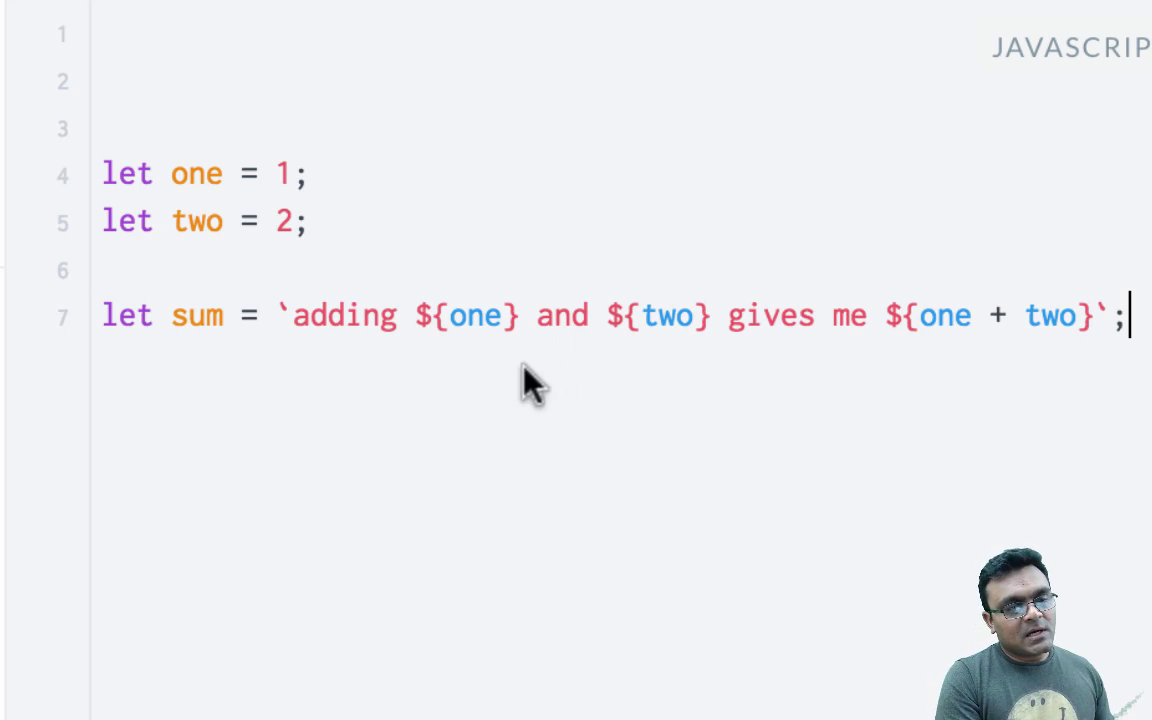 JAVASCRIP
1
2
3
4 let one = 1;
5 let two = 2;
6
7 let sum = `adding ${one} and ${two} gives me ${one + two}`;